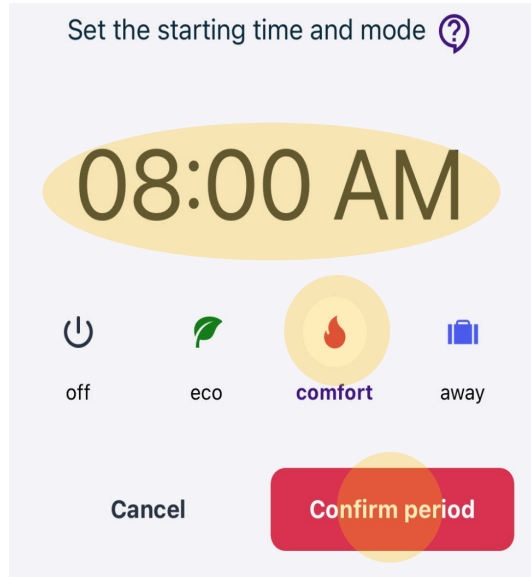 Set the starting time and mode
08:00 AM
off eco comfort away
Cancel Confirm period